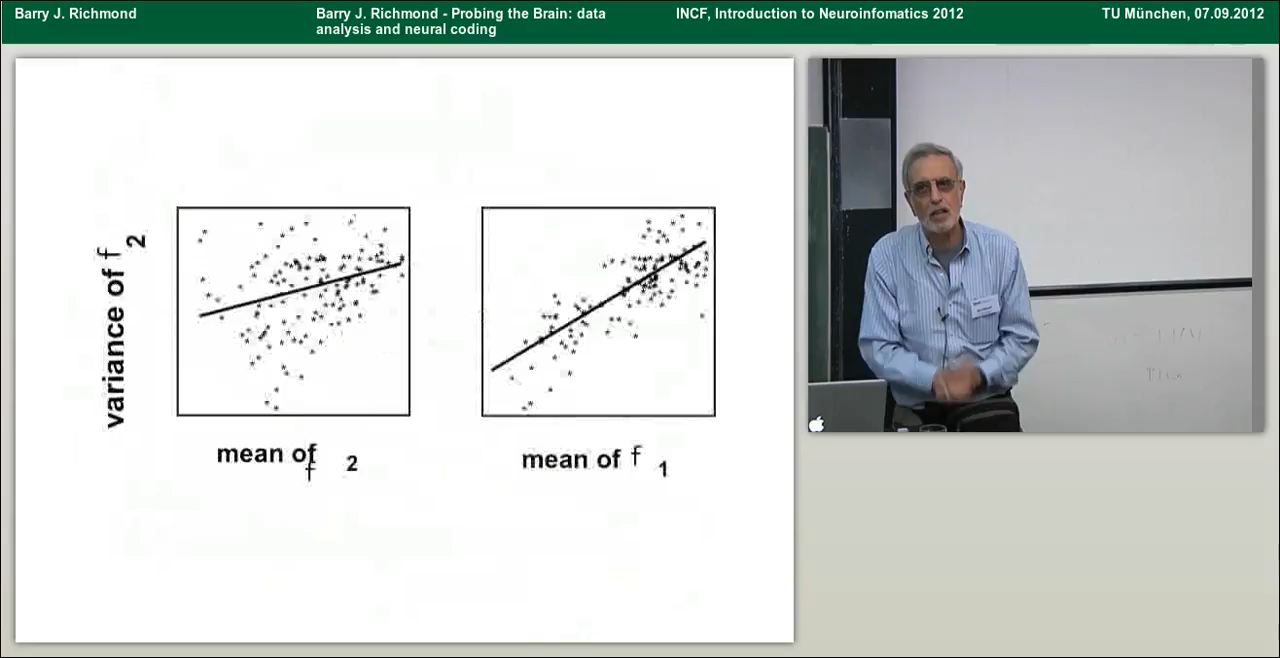 Barry J. Richmond
Barry J. Richmond - Probing the Brain: data
analysis and neural coding
INCF, Introduction to Neuroinfomatics 2012
TU München, 07.09.2012
variance of f 2
mean of f 2
mean of f 1